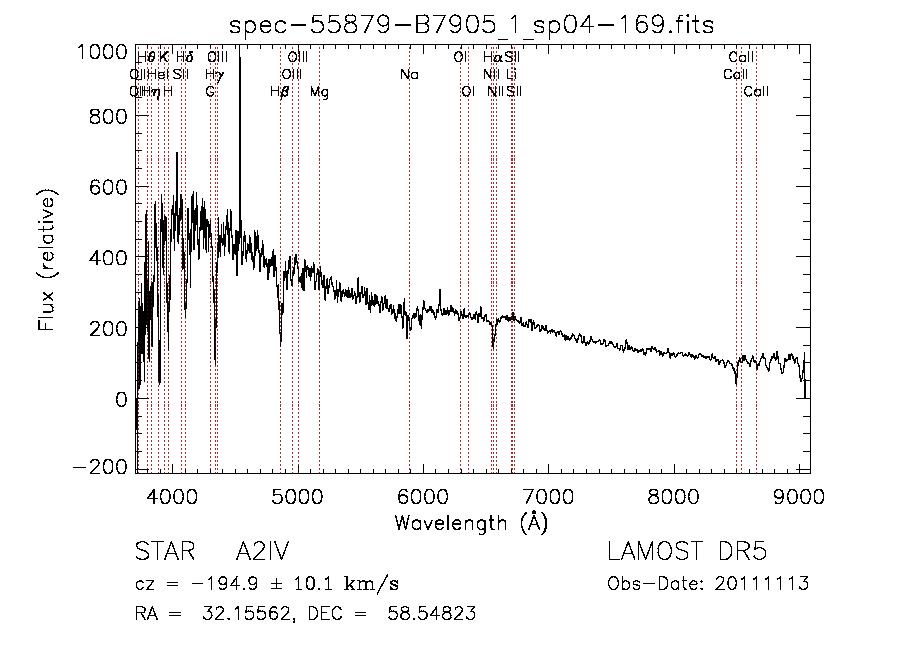 spec-55879-B7905_1_sp04-169.fits
Hθ K Hδ OIII OIII OI Hα SII CaII
OII HeI SII Hγ OIII Na NII Li CaII
OII Hη H G Hβ Mg OI NII SII CaII
1000
800
600
400
200
0
-200
Flux (relative)
4000 5000 6000 7000 8000 9000
Wavelength (Å)
STAR A2IV LAMOST DR5
cz = -194.9 ± 10.1 km/s Obs-Date: 20111113
RA = 32.15562, DEC = 58.54823